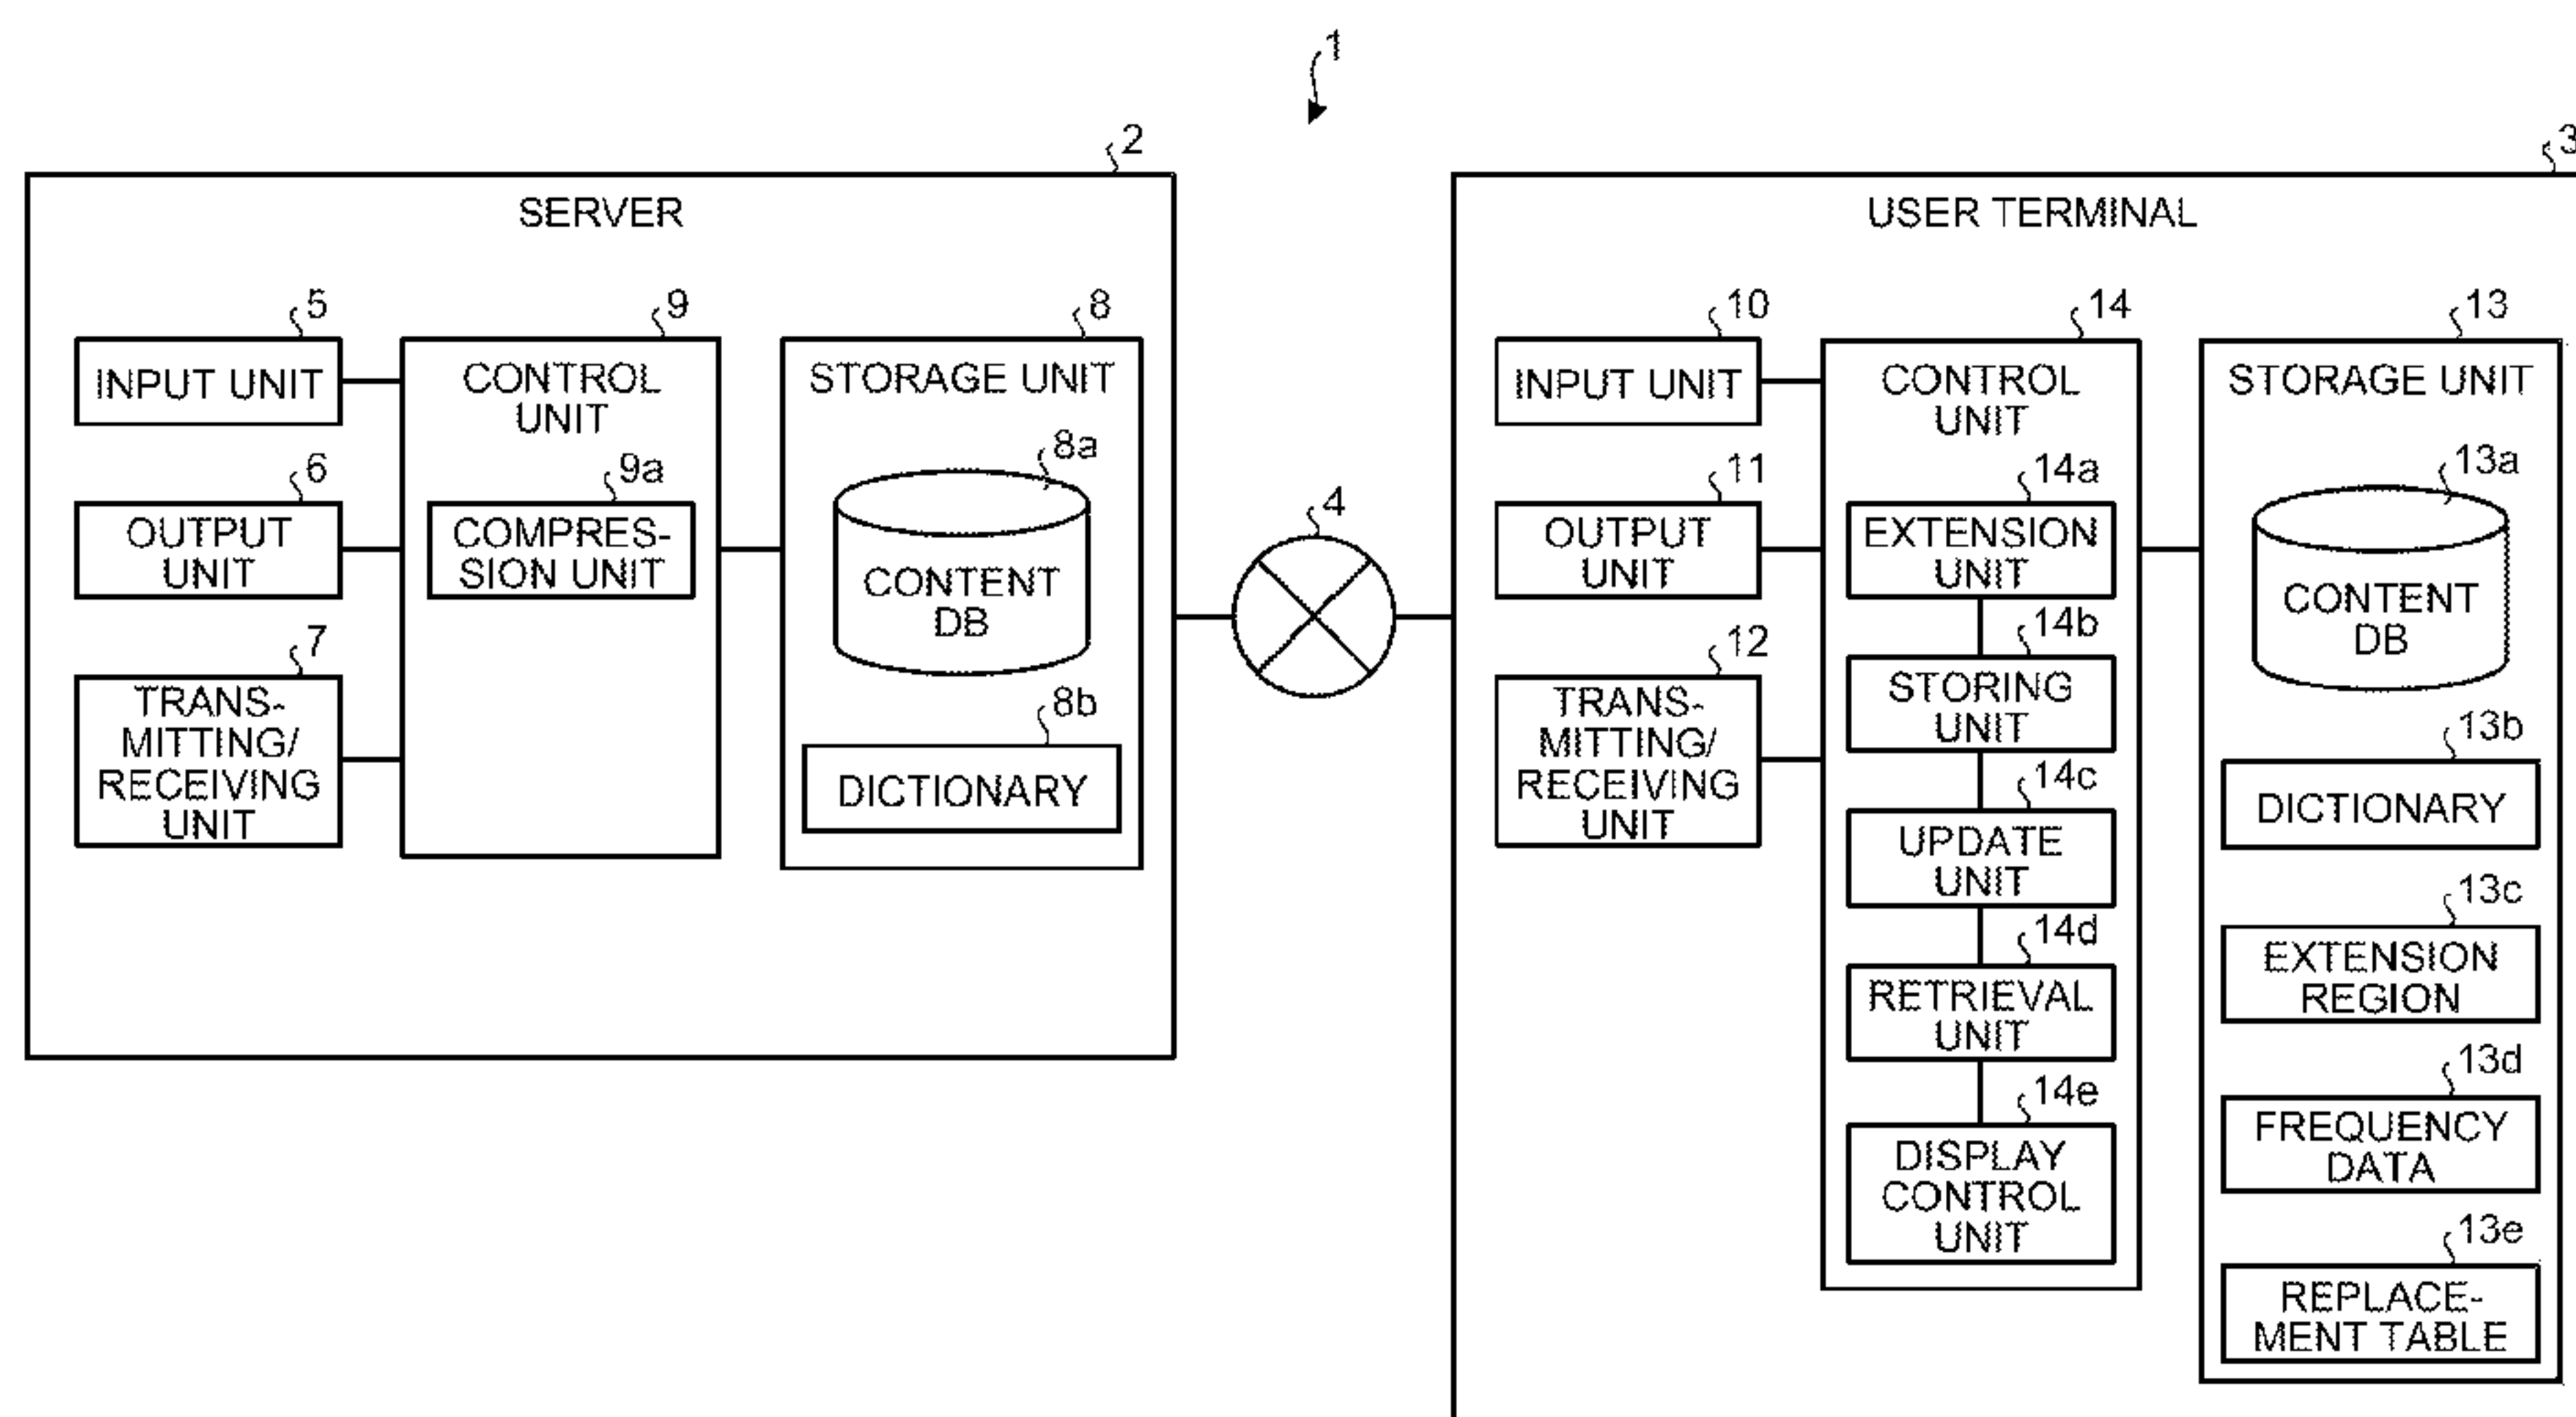 1
2
SERVER
5
INPUT UNIT
6
OUTPUT
UNIT
7
TRANS-
MITTING/
RECEIVING
UNIT
9
CONTROL
UNIT
9a
COMPRES-
SION UNIT
8
STORAGE UNIT
8a
CONTENT
DB
8b
DICTIONARY
4
3
USER TERMINAL
10
INPUT UNIT
11
OUTPUT
UNIT
12
TRANS-
MITTING/
RECEIVING
UNIT
14
CONTROL
UNIT
14a
EXTENSION
UNIT
14b
STORING
UNIT
14c
UPDATE
UNIT
14d
RETRIEVAL
UNIT
14e
DISPLAY
CONTROL
UNIT
13
STORAGE UNIT
13a
CONTENT
DB
13b
DICTIONARY
13c
EXTENSION
REGION
13d
FREQUENCY
DATA
13e
REPLACE-
MENT TABLE